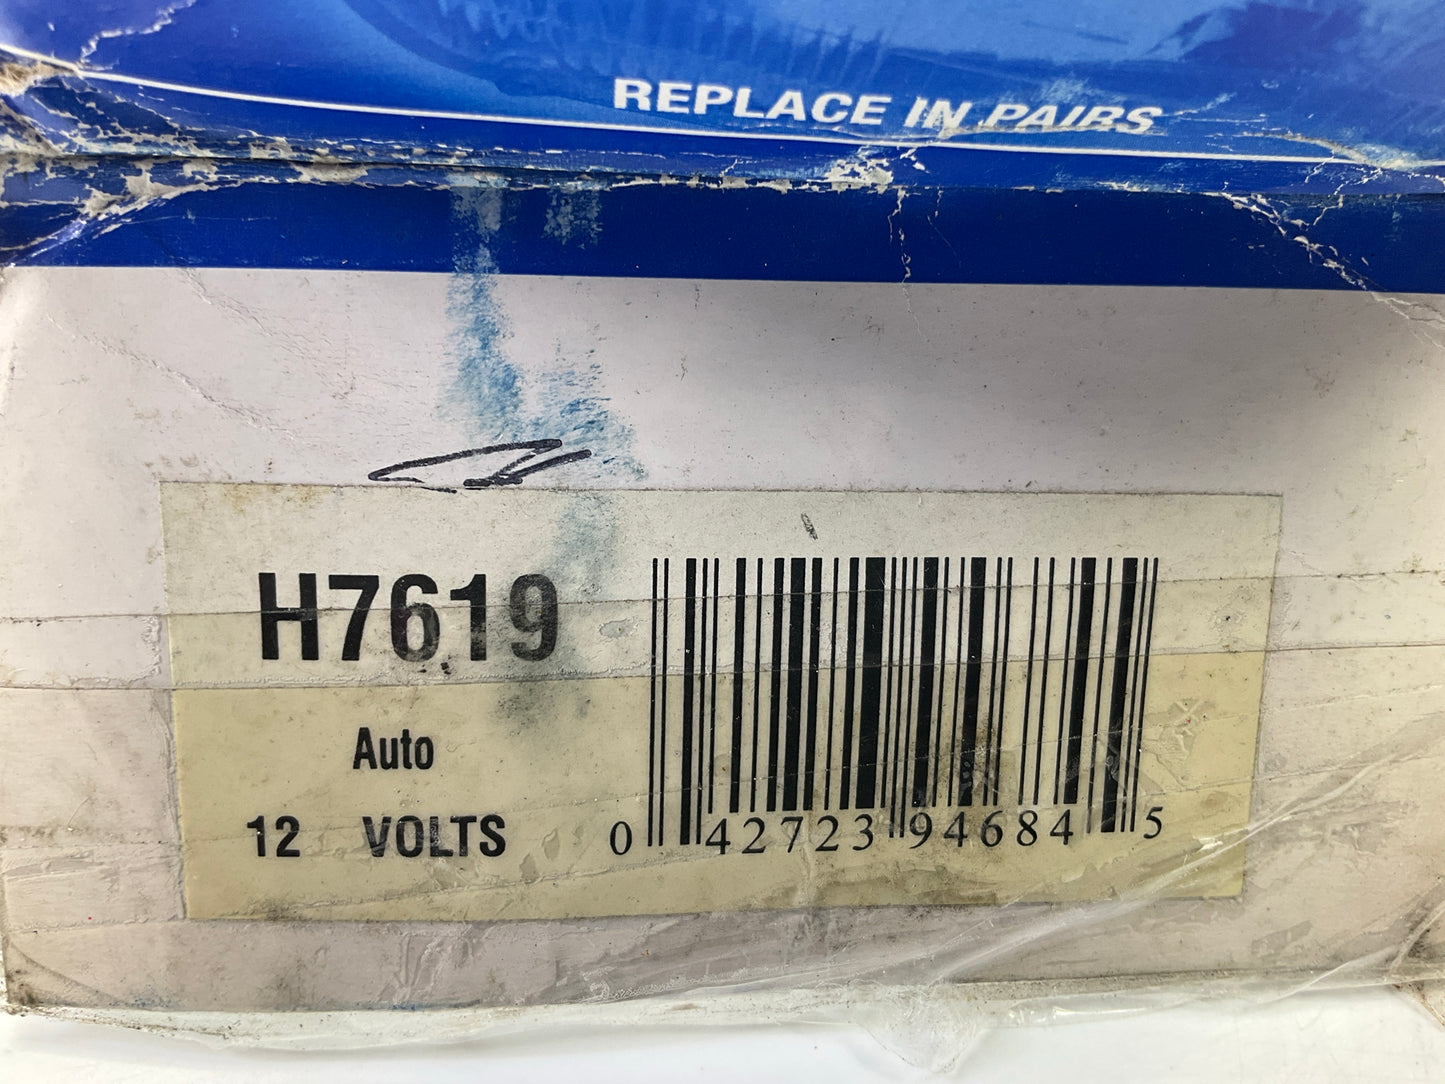 REPLACE IN PAIRS
H7619
Auto
12 VOLTS
0 42723 94684 5